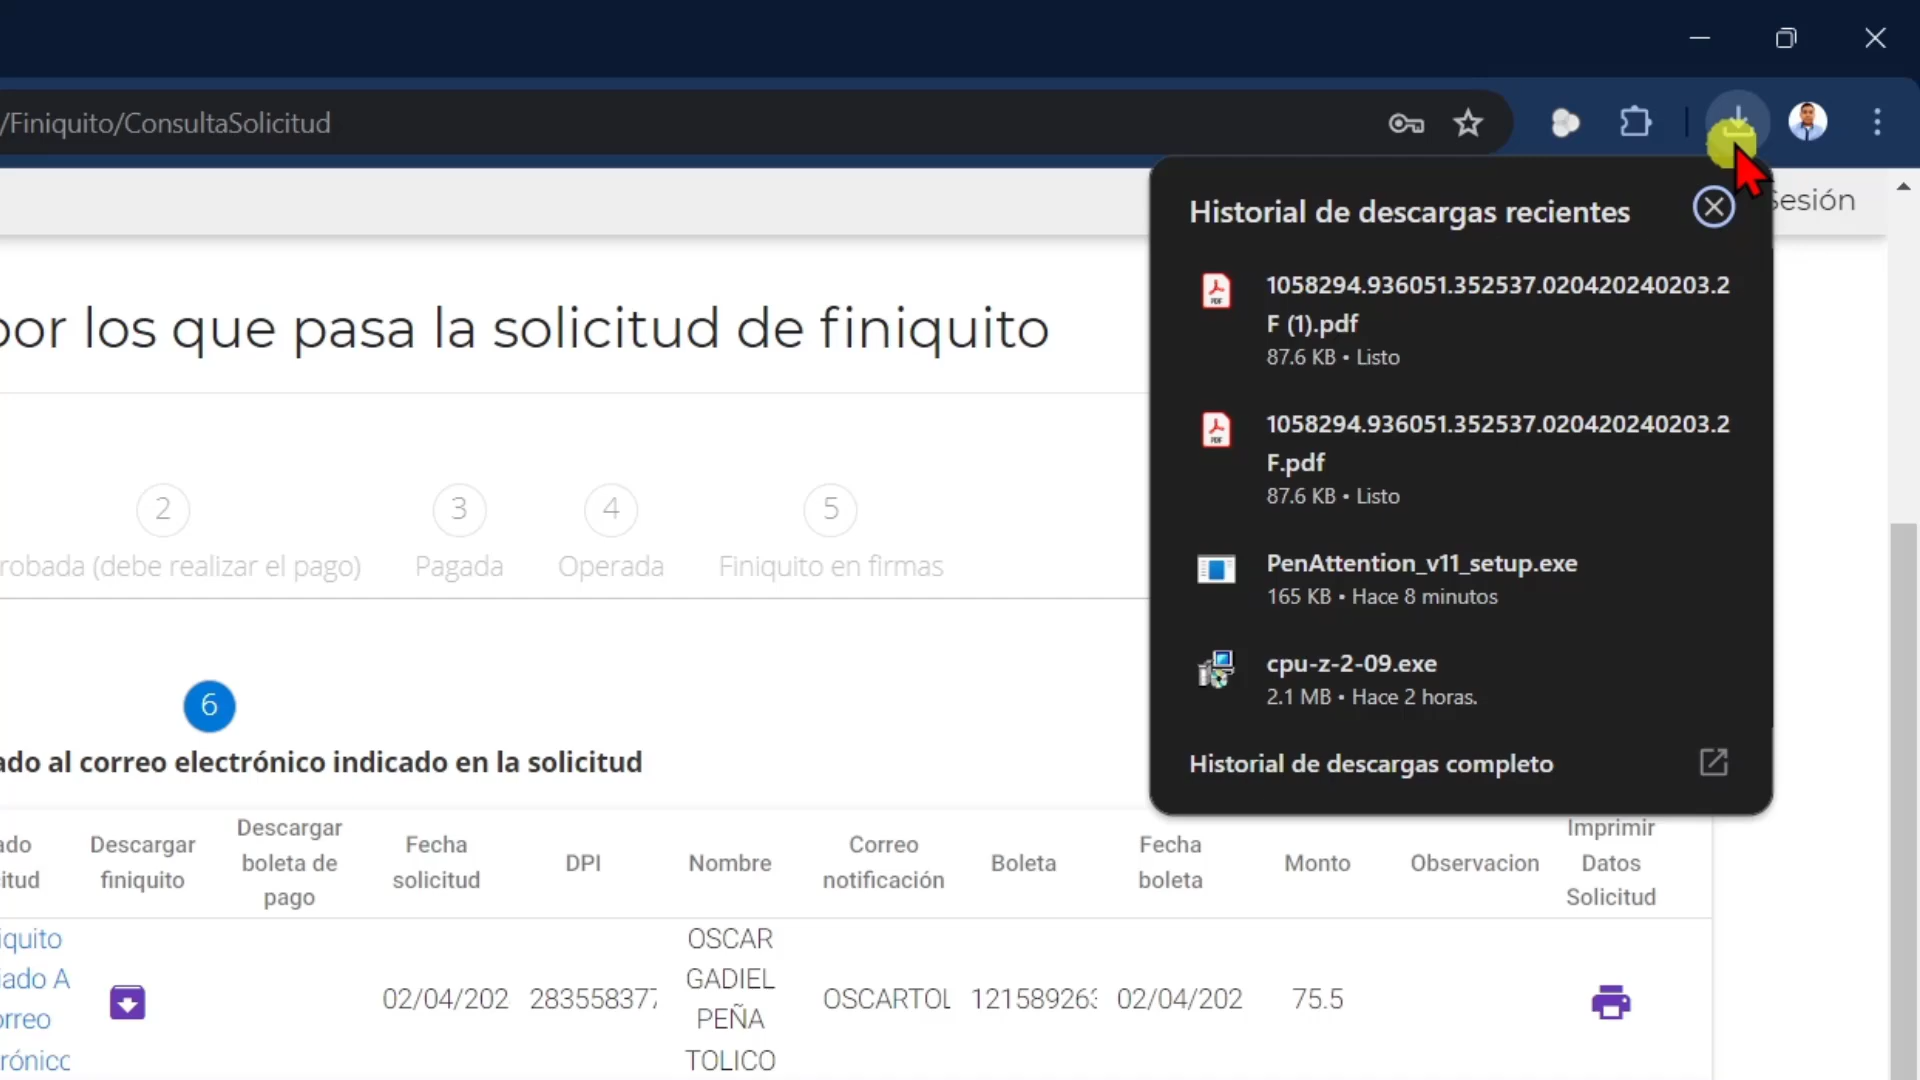 /Finiquito/ConsultaSolicitud
Sesión
Historial de descargas recientes
1058294.936051.352537.020420240203.2
F (1).pdf
87.6 KB • Listo
1058294.936051.352537.020420240203.2
F.pdf
87.6 KB • Listo
PenAttention_v11_setup.exe
165 KB • Hace 8 minutos
cpu-z-2-09.exe
2.1 MB • Hace 2 horas.
Historial de descargas completo
por los que pasa la solicitud de finiquito
2
3
4
5
robada (debe realizar el pago)
Pagada
Operada
Finiquito en firmas
6
ado al correo electrónico indicado en la solicitud
ado
itud
Descargar
finiquito
Descargar
boleta de
pago
Fecha
solicitud
DPI
Nombre
Correo
notificación
Boleta
Fecha
boleta
Monto
Observacion
Imprimir
Datos
Solicitud
iquito
iado A
orreo
trónico
02/04/202
283558377
OSCAR
GADIEL
PEÑA
TOLICO
OSCARTOL
121589263
02/04/202
75.5